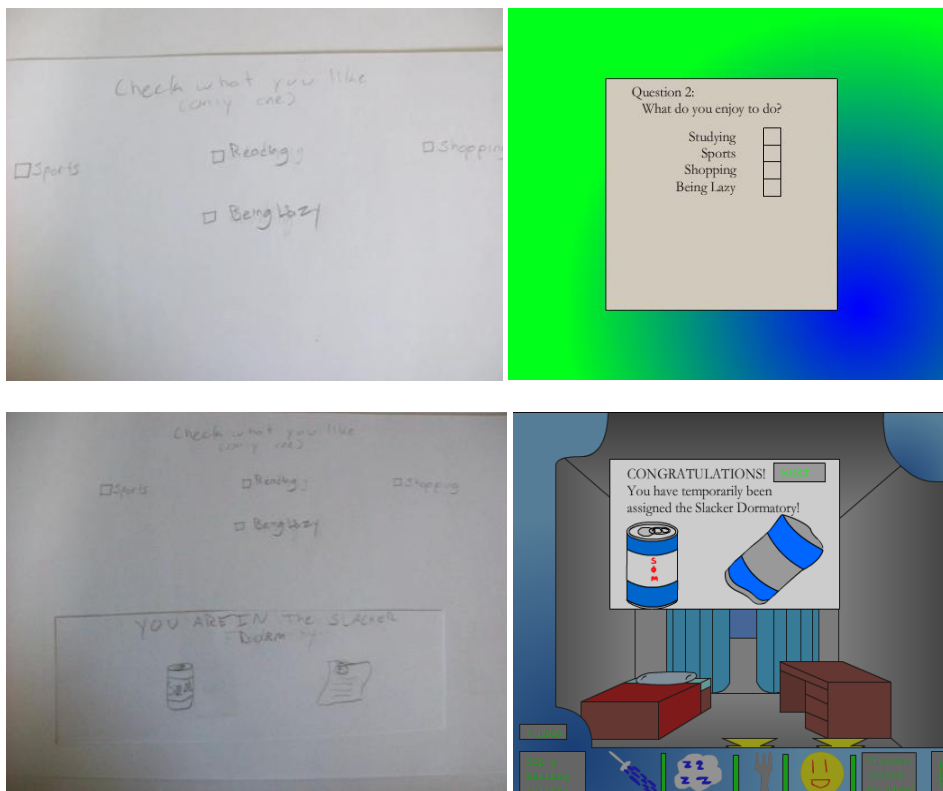 Check what you like
(only one)
Sports
Reading
Shopping
Being Lazy
Question 2:
What do you enjoy to do?
Studying
Sports
Shopping
Being Lazy
Check what you like
(only one)
Sports
Reading
Shopping
Being Lazy
YOU ARE IN The SLACKER
DORM
CONGRATULATIONS!
You have temporarily been
assigned the Slacker Dormatory!
S
M
z z
z z